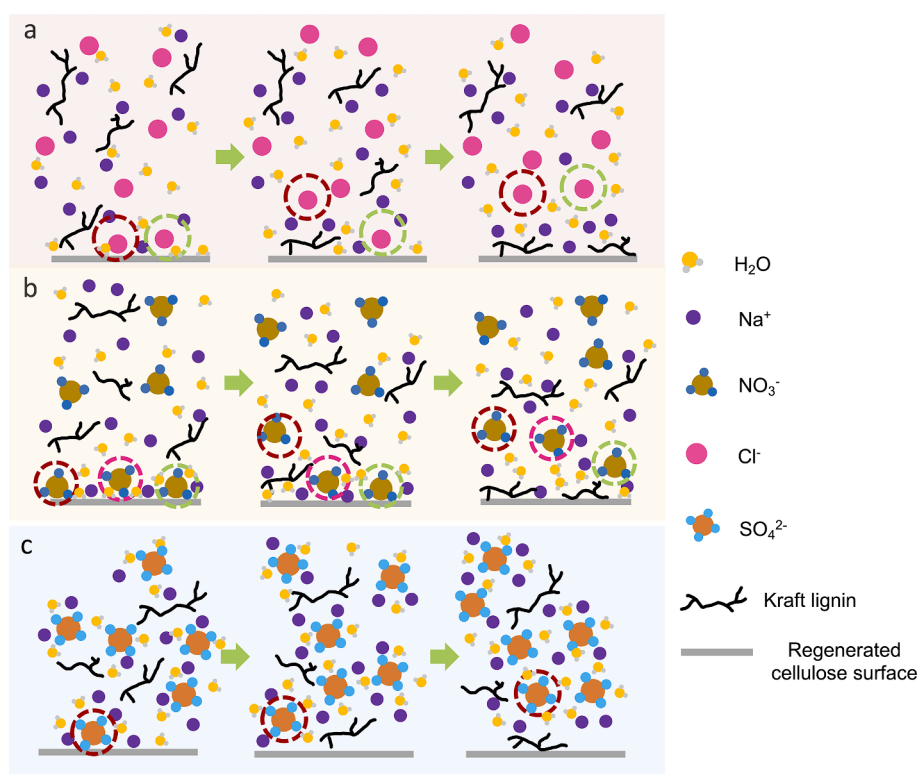 a
b
c
H₂O
Na⁺
NO₃⁻
Cl⁻
SO₄²⁻
Kraft lignin
Regenerated
cellulose surface